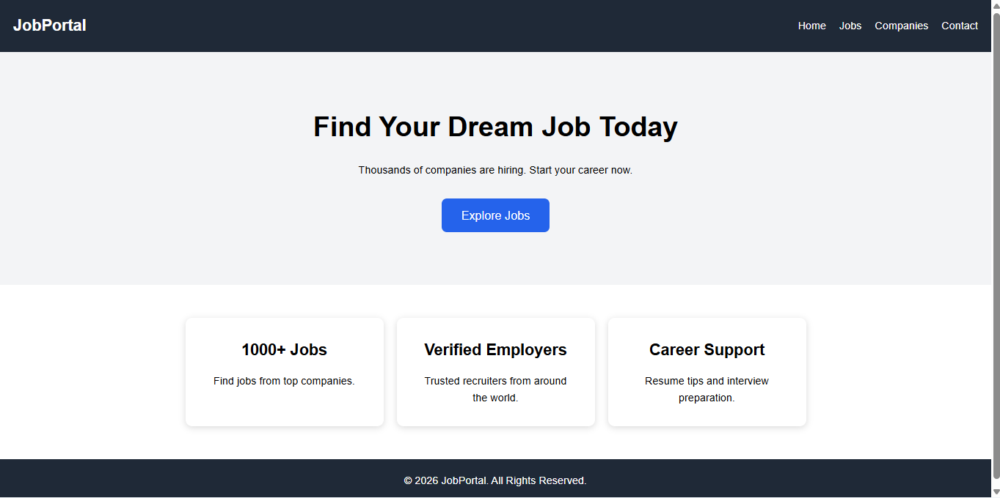 JobPortal
Home Jobs Companies Contact
Find Your Dream Job Today
Thousands of companies are hiring. Start your career now.
Explore Jobs
1000+ Jobs
Find jobs from top companies.
Verified Employers
Trusted recruiters from around
the world.
Career Support
Resume tips and interview
preparation.
© 2026 JobPortal. All Rights Reserved.